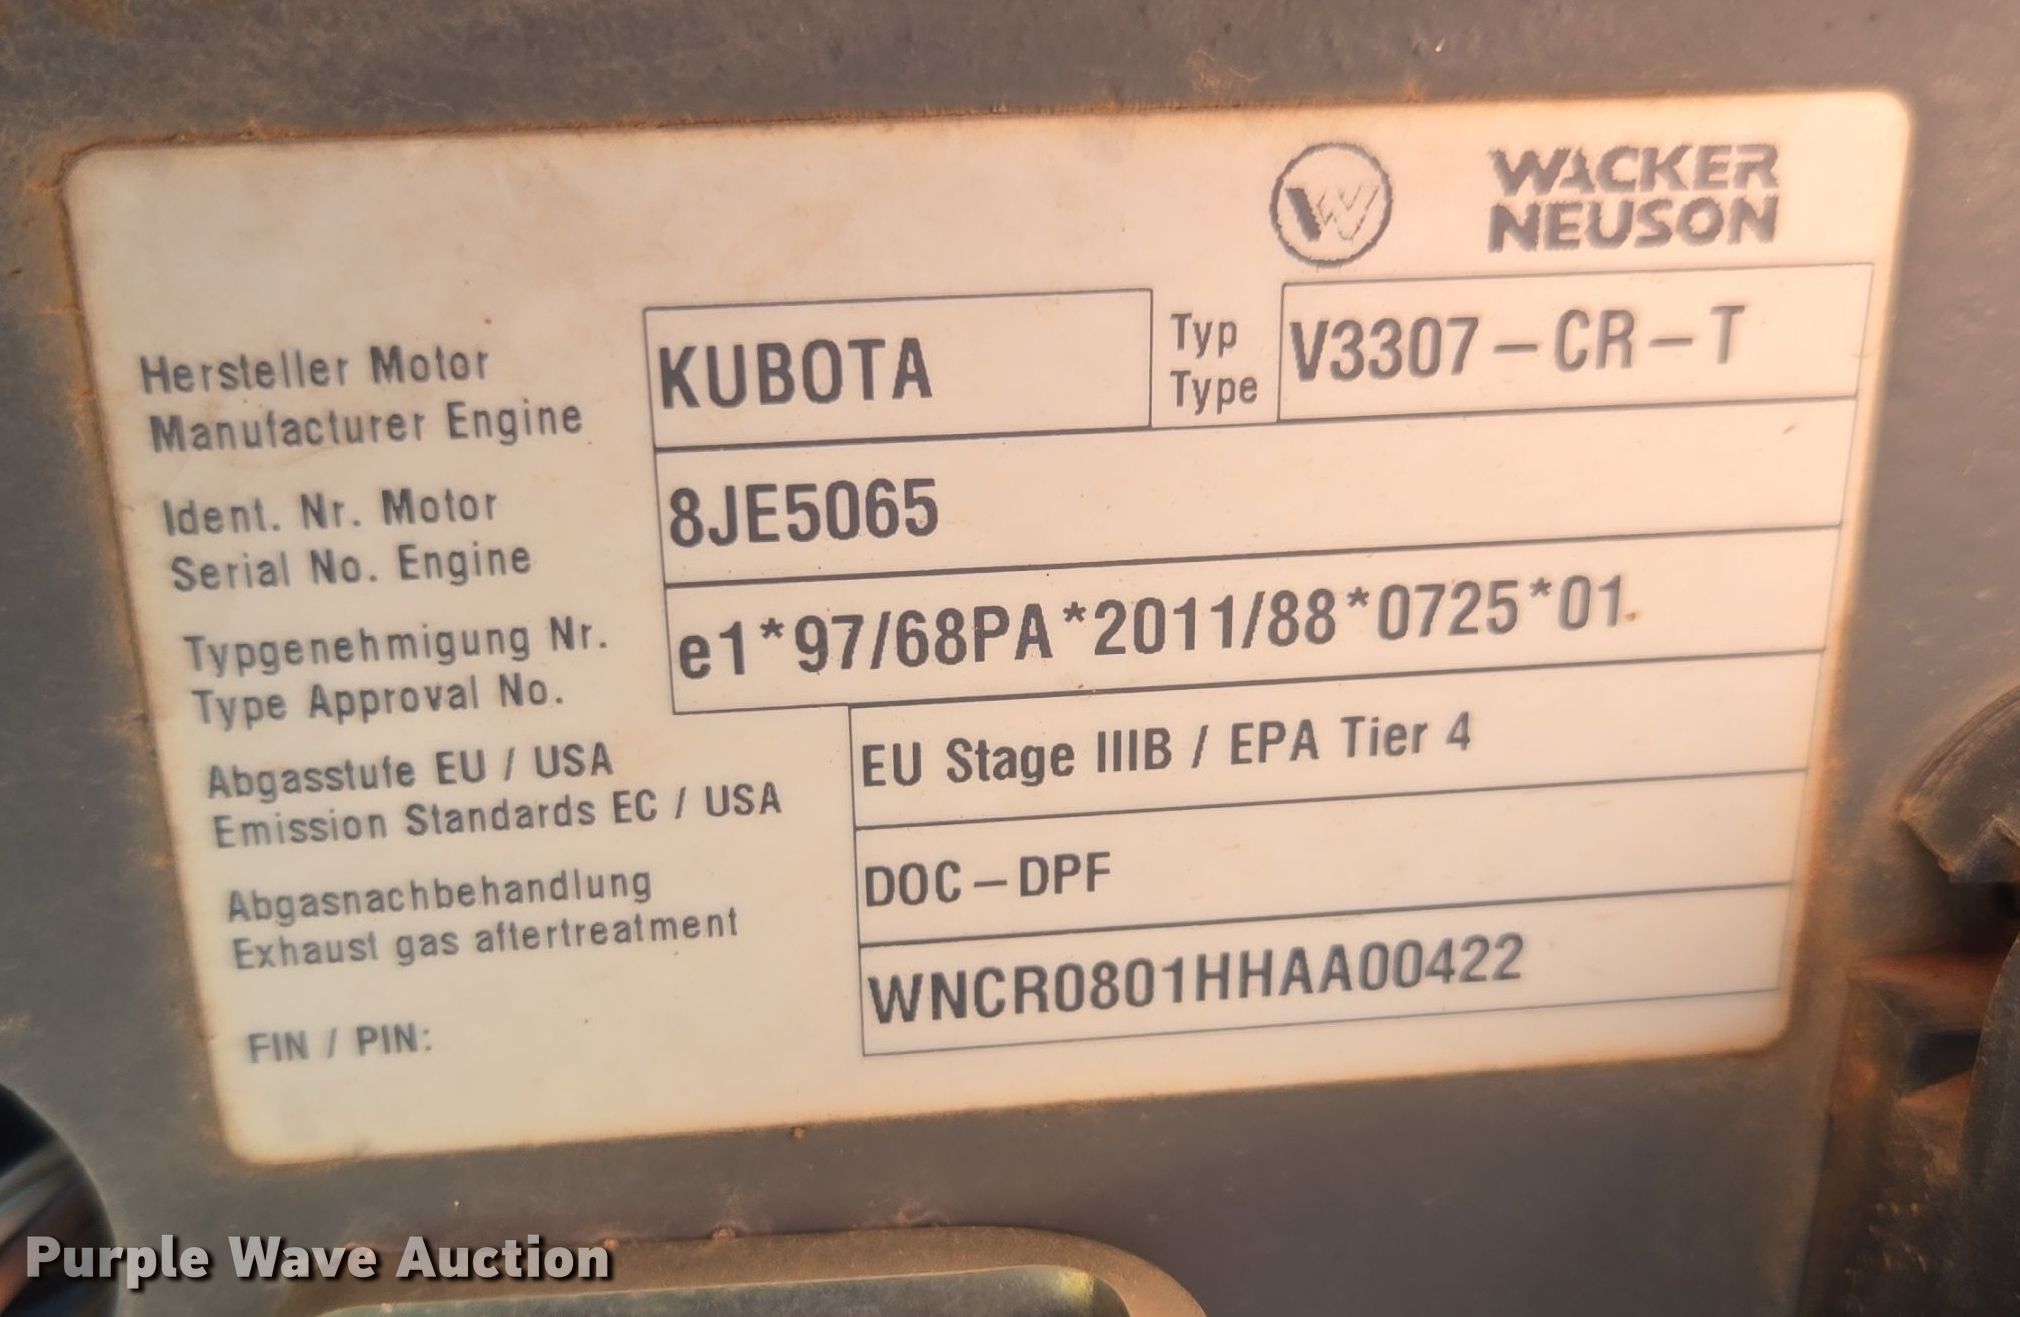 WACKER
NEUSON
Hersteller Motor
Manufacturer Engine
KUBOTA
Typ
Type
V3307-CR-T
Ident. Nr. Motor
Serial No. Engine
8JE5065
Typgenehmigung Nr.
Type Approval No.
e1*97/68PA*2011/88*0725*01
Abgasstufe EU / USA
Emission Standards EC / USA
EU Stage IIIB / EPA Tier 4
Abgasnachbehandlung
Exhaust gas aftertreatment
DOC-DPF
FIN / PIN:
WNCR0801HHAA00422
Purple Wave Auction